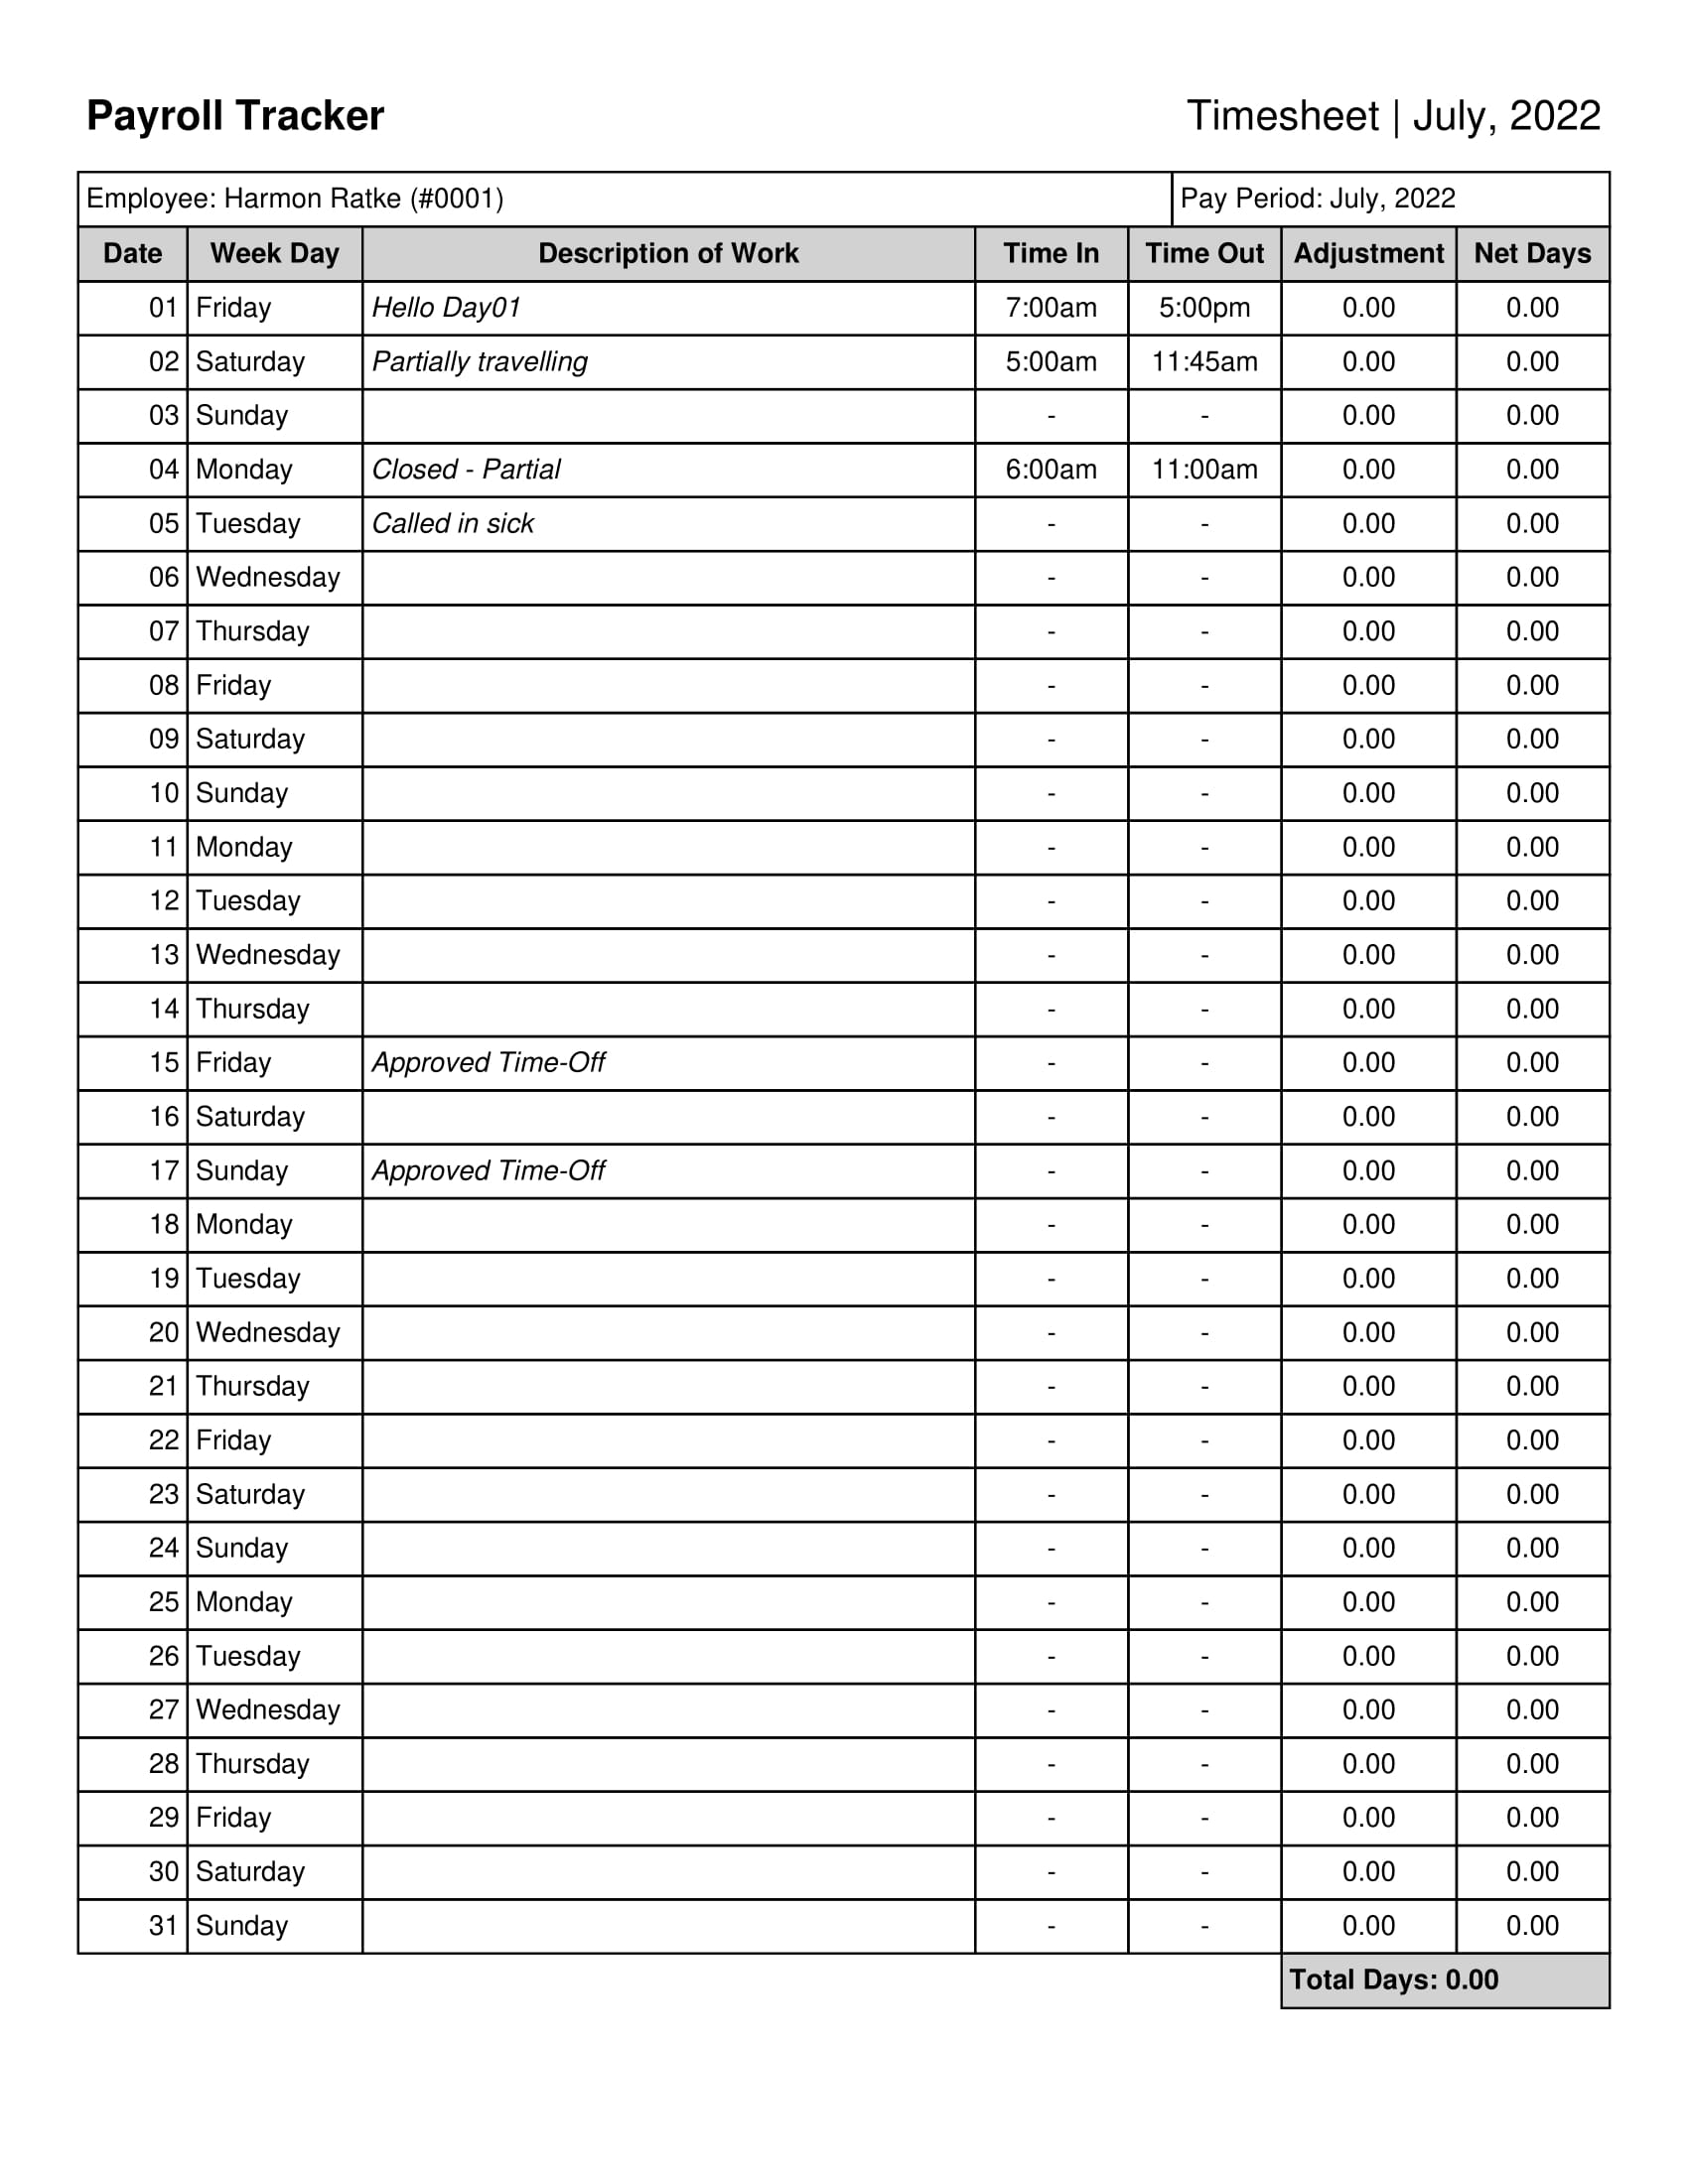 Payroll Tracker Timesheet | July, 2022
Employee: Harmon Ratke (#0001) Pay Period: July, 2022
Date Week Day Description of Work Time In Time Out Adjustment Net Days
01 Friday Hello Day01 7:00am 5:00pm 0.00 0.00
02 Saturday Partially travelling 5:00am 11:45am 0.00 0.00
03 Sunday - - 0.00 0.00
04 Monday Closed - Partial 6:00am 11:00am 0.00 0.00
05 Tuesday Called in sick - - 0.00 0.00
06 Wednesday - - 0.00 0.00
07 Thursday - - 0.00 0.00
08 Friday - - 0.00 0.00
09 Saturday - - 0.00 0.00
10 Sunday - - 0.00 0.00
11 Monday - - 0.00 0.00
12 Tuesday - - 0.00 0.00
13 Wednesday - - 0.00 0.00
14 Thursday - - 0.00 0.00
15 Friday Approved Time-Off - - 0.00 0.00
16 Saturday - - 0.00 0.00
17 Sunday Approved Time-Off - - 0.00 0.00
18 Monday - - 0.00 0.00
19 Tuesday - - 0.00 0.00
20 Wednesday - - 0.00 0.00
21 Thursday - - 0.00 0.00
22 Friday - - 0.00 0.00
23 Saturday - - 0.00 0.00
24 Sunday - - 0.00 0.00
25 Monday - - 0.00 0.00
26 Tuesday - - 0.00 0.00
27 Wednesday - - 0.00 0.00
28 Thursday - - 0.00 0.00
29 Friday - - 0.00 0.00
30 Saturday - - 0.00 0.00
31 Sunday - - 0.00 0.00
Total Days: 0.00